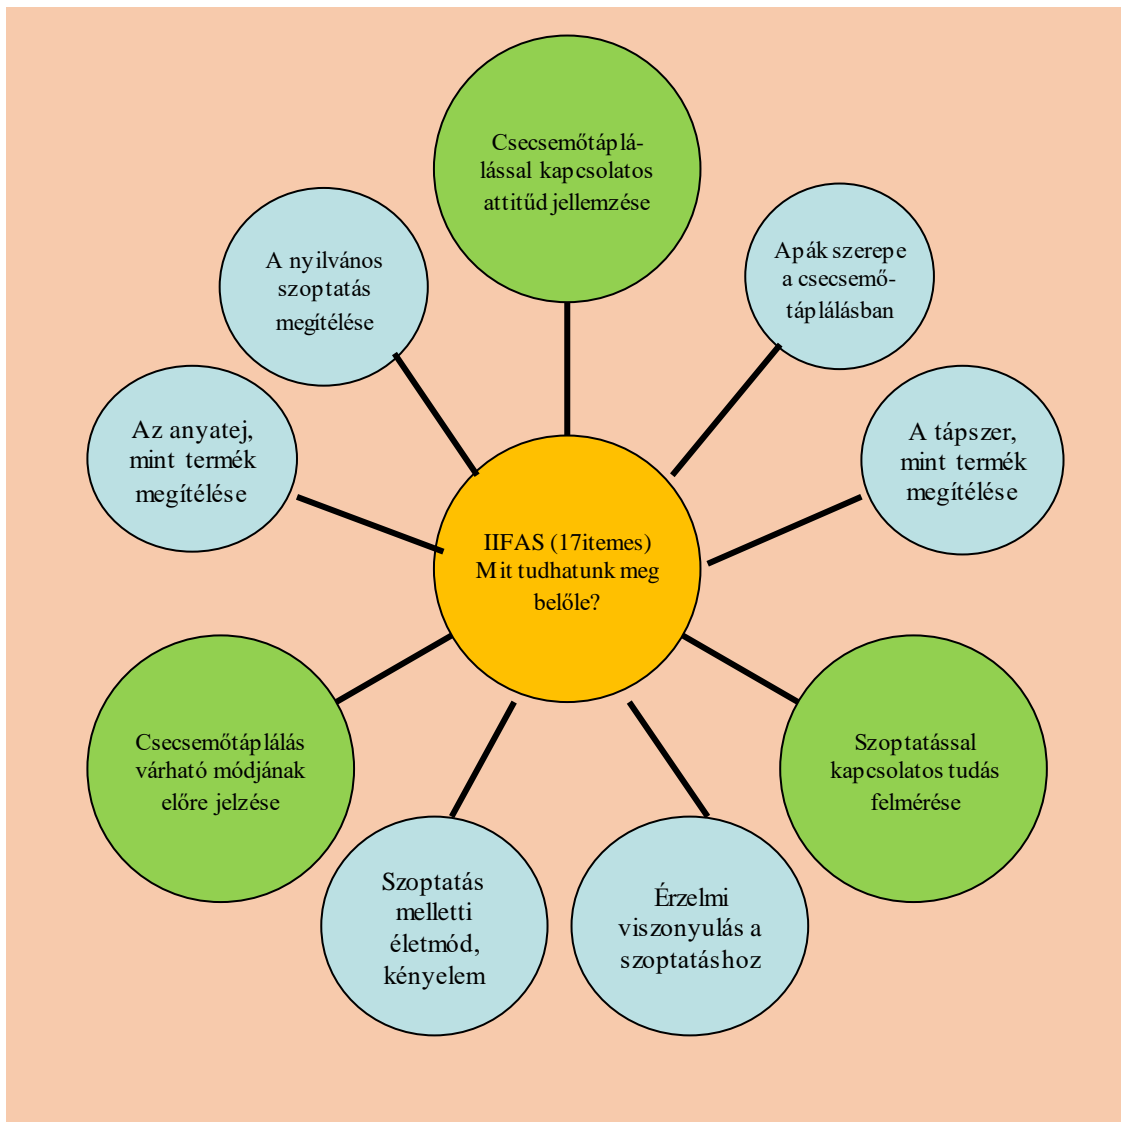 Csecsemőtáplá-
lással kapcsolatos
attitűd jellemzése
A nyilvános
szoptatás
megítélése
Apák szerepe
a csecsemő-
táplálásban
Az anyatej,
mint termék
megítélése
A tápszer,
mint termék
megítélése
IIFAS (17itemes)
Mit tudhatunk meg
belőle?
Csecsemőtáplálás
várható módjának
előre jelzése
Szoptatással
kapcsolatos tudás
felmérése
Szoptatás
melletti
életmód,
kényelem
Érzelmi
viszonyulás a
szoptatáshoz